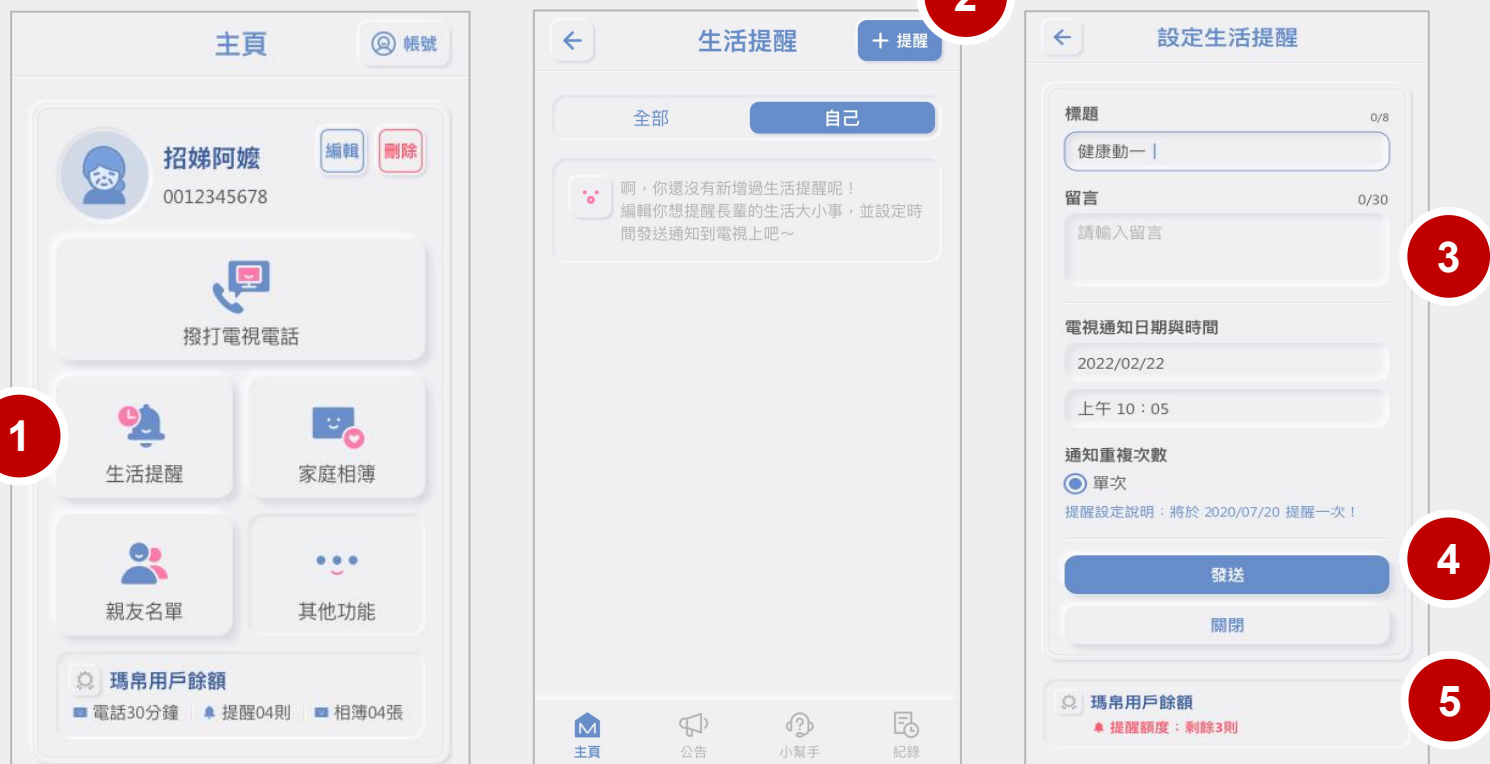 主頁
帳號
招娣阿嬤
編輯
刪除
0012345678
撥打電視電話
1
生活提醒
家庭相簿
親友名單
其他功能
瑪帛用戶餘額
電話30分鐘 提醒04則 相簿04張
2
生活提醒
+ 提醒
全部
自己
啊，你還沒有新增過生活提醒呢！
編輯你想提醒長輩的生活大小事，並設定時
間發送通知到電視上吧～
主頁
公告
小幫手
紀錄
設定生活提醒
標題
0/8
健康動一
留言
0/30
請輸入留言
3
電視通知日期與時間
2022/02/22
上午 10：05
通知重複次數
單次
提醒設定說明：將於 2020/07/20 提醒一次！
4
發送
關閉
5
瑪帛用戶餘額
提醒額度：剩餘3則